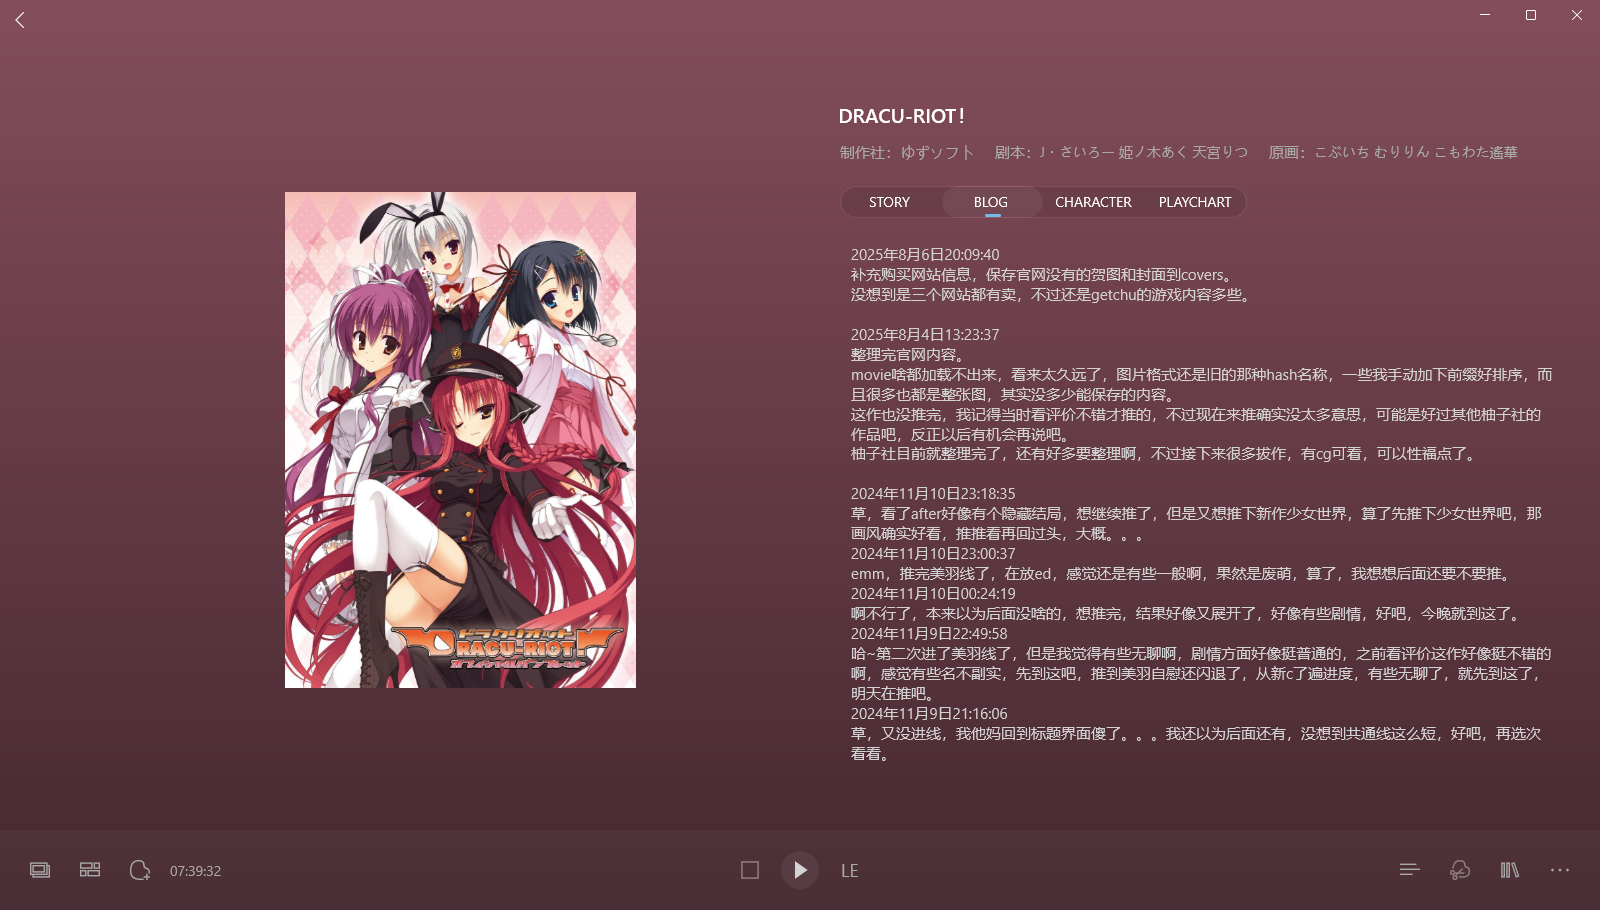 DRACU-RIOT！
制作社：ゆずソフト 剧本：J・さいろー 姫ノ木あく 天宮りつ 原画：こぶいち むりりん こもわた遙華
STORY BLOG CHARACTER PLAYCHART
2025年8月6日20:09:40
补充购买网站信息，保存官网没有的贺图和封面到covers。
没想到是三个网站都有卖，不过还是getchu的游戏内容多些。
2025年8月4日13:23:37
整理完官网内容。
movie啥都加载不出来，看来太久远了，图片格式还是旧的那种hash名称，一些我手动加下前缀好排序，而
且很多也都是整张图，其实没多少能保存的内容。
这作也没推完，我记得当时看评价不错才推的，不过现在来推确实没太多意思，可能是好过其他柚子社的
作品吧，反正以后有机会再说吧。
柚子社目前就整理完了，还有好多要整理啊，不过接下来很多拔作，有cg可看，可以性福点了。
2024年11月10日23:18:35
草，看了after好像有个隐藏结局，想继续推了，但是又想推下新作少女世界，算了先推下少女世界吧，那
画风确实好看，推推看再回过头，大概。。。
2024年11月10日23:00:37
emm，推完美羽线了，在放ed，感觉还是有些一般啊，果然是废萌，算了，我想想后面还要不要推。
2024年11月10日00:24:19
啊不行了，本来以为后面没啥的，想推完，结果好像又展开了，好像有些剧情，好吧，今晚就到这了。
2024年11月9日22:49:58
哈~第二次进了美羽线了，但是我觉得有些无聊啊，剧情方面好像挺普通的，之前看评价这作好像挺不错的
啊，感觉有些名不副实，先到这吧，推到美羽自慰还闪退了，从新c了遍进度，有些无聊了，就先到这了，
明天在推吧。
2024年11月9日21:16:06
草，又没进线，我他妈回到标题界面傻了。。。我还以为后面还有，没想到共通线这么短，好吧，再选次
看看。
ドラクリオット
DRACU-RIOT!
オフィシャルパンフレット
07:39:32
LE